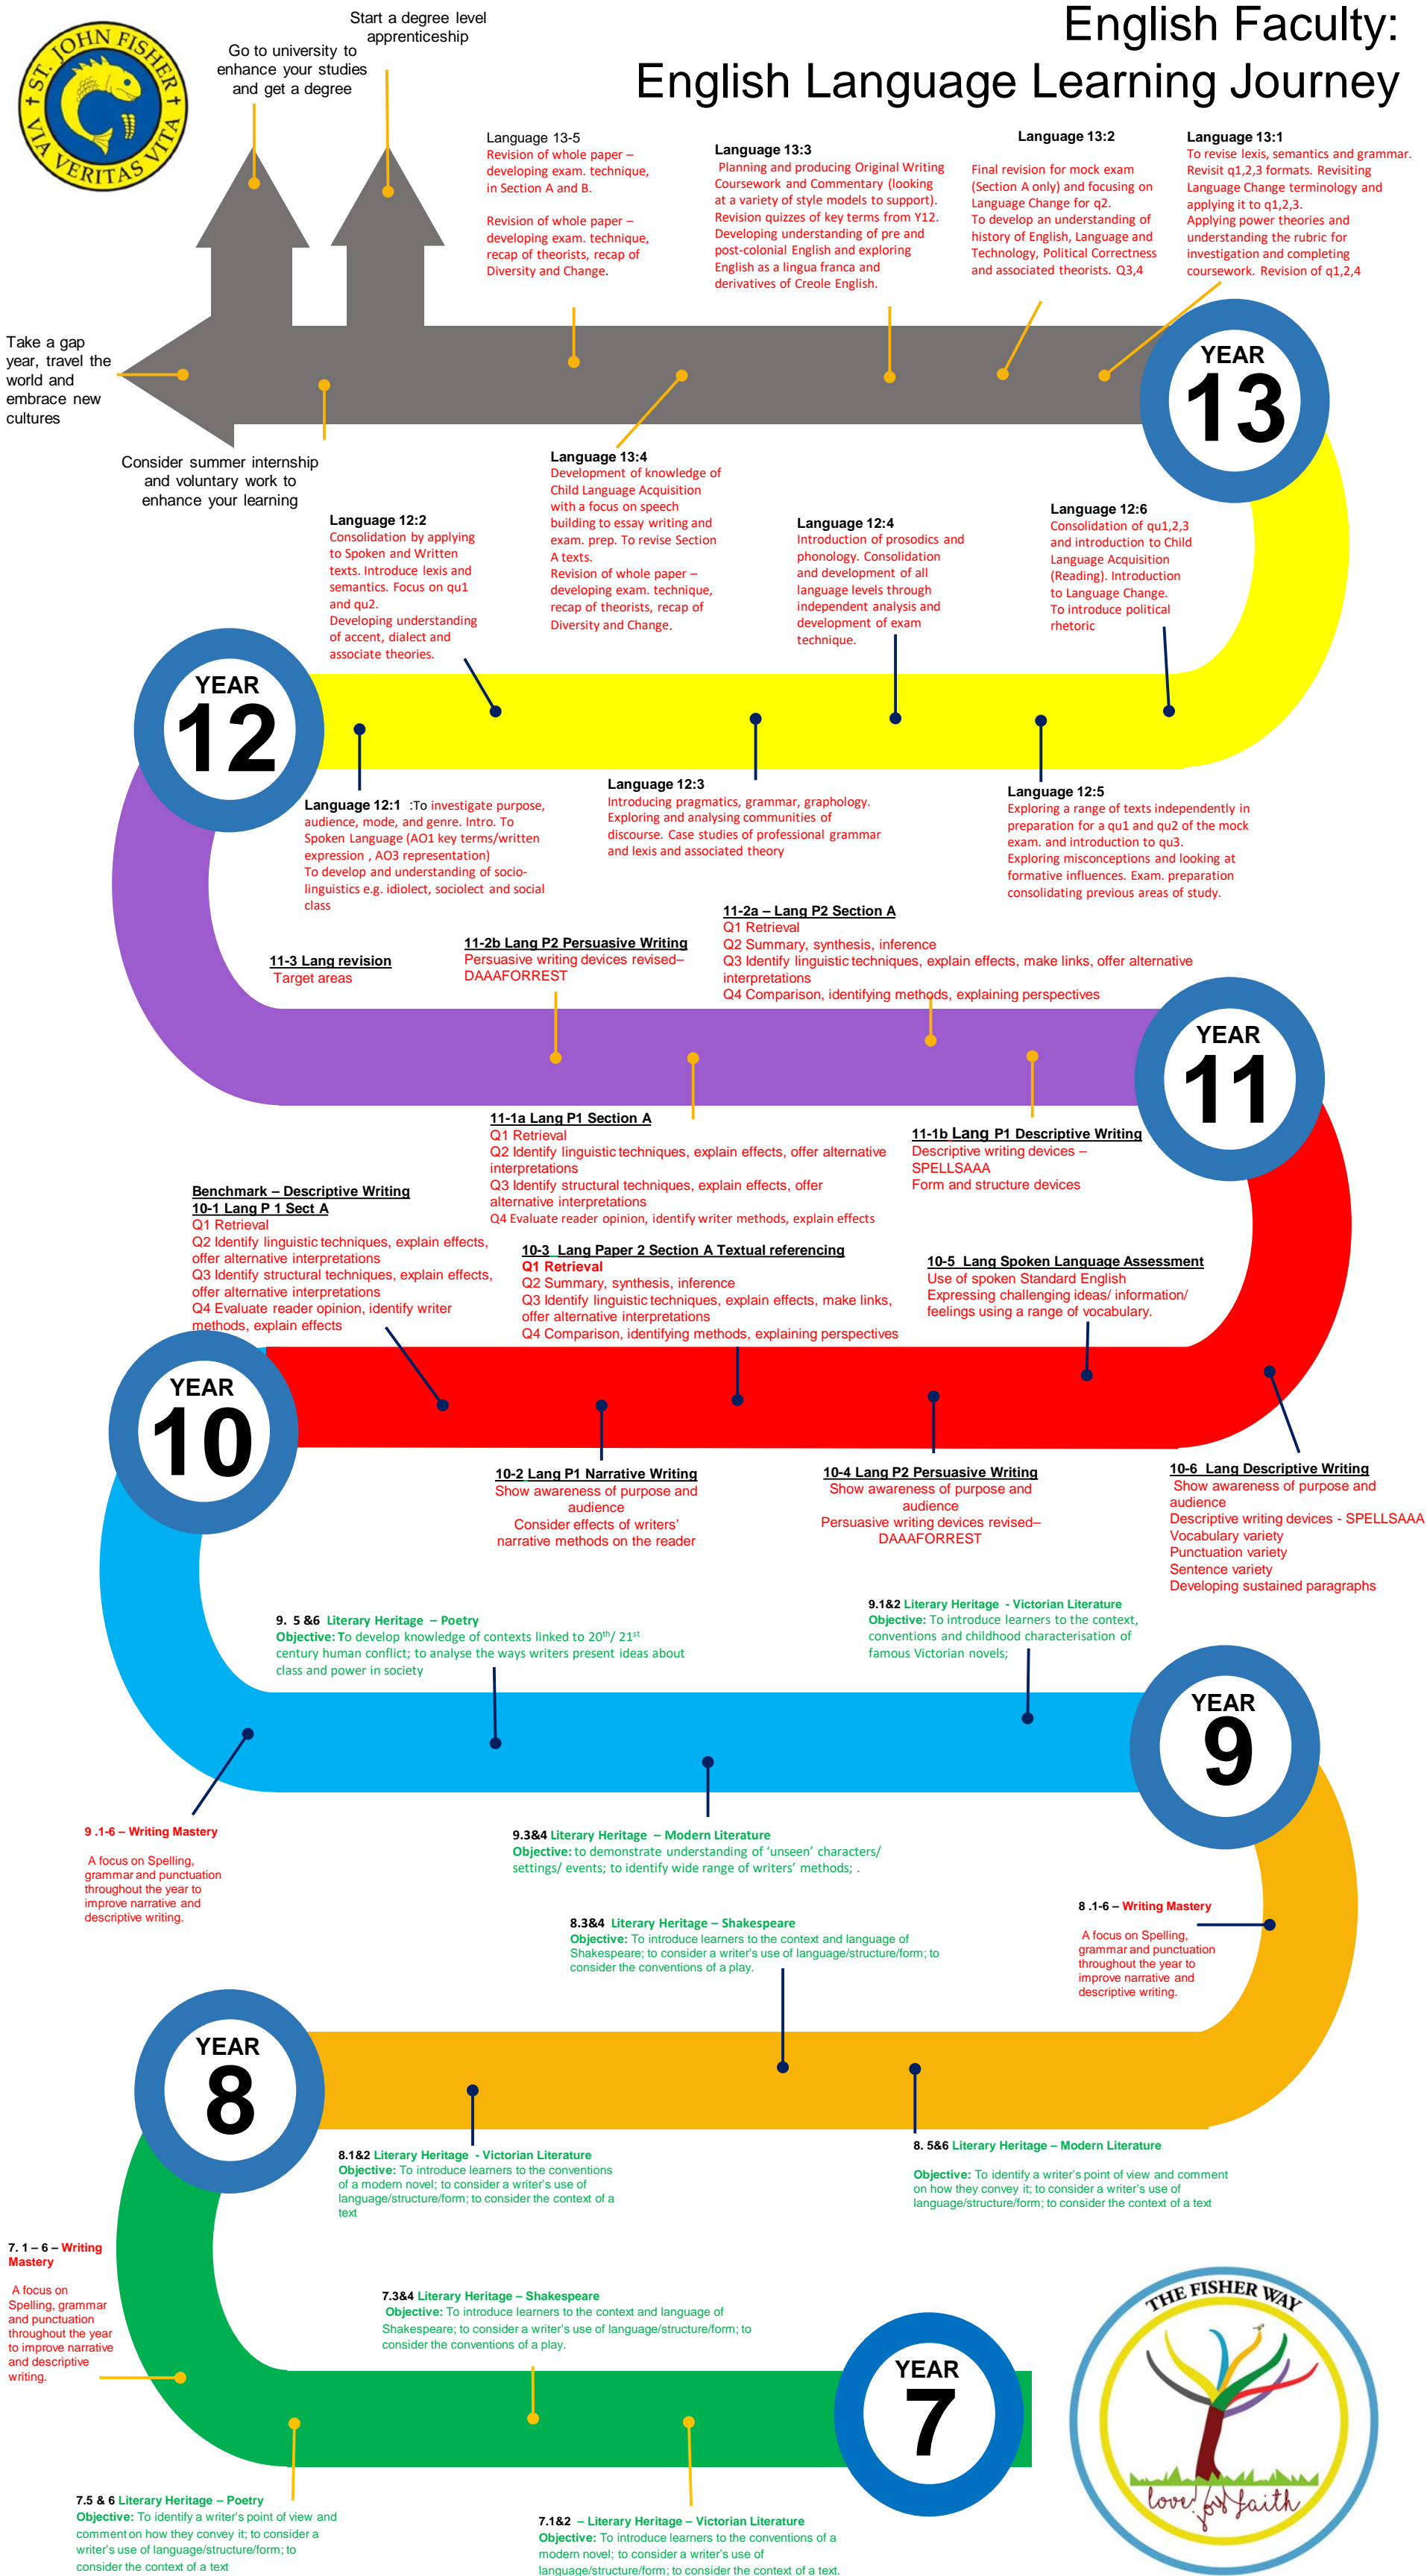 English Faculty:
English Language Learning Journey
ST. JOHN FISHER
VIA VERITAS VITA
Start a degree level
apprenticeship
Go to university to
enhance your studies
and get a degree
Language 13-5
Revision of whole paper –
developing exam. technique,
in Section A and B.
Revision of whole paper –
developing exam. technique,
recap of theorists, recap of
Diversity and Change.
Language 13:3
Planning and producing Original Writing
Coursework and Commentary (looking
at a variety of style models to support).
Revision quizzes of key terms from Y12.
Developing understanding of pre and
post-colonial English and exploring
English as a lingua franca and
derivatives of Creole English.
Language 13:2
Final revision for mock exam
(Section A only) and focusing on
Language Change for q2.
To develop an understanding of
history of English, Language and
Technology, Political Correctness
and associated theorists. Q3,4
Language 13:1
To revise lexis, semantics and grammar.
Revisit q1,2,3 formats. Revisiting
Language Change terminology and
applying it to q1,2,3.
Applying power theories and
understanding the rubric for
investigation and completing
coursework. Revision of q1,2,4
Take a gap
year, travel the
world and
embrace new
cultures
YEAR
13
Consider summer internship
and voluntary work to
enhance your learning
Language 13:4
Development of knowledge of
Child Language Acquisition
with a focus on speech
building to essay writing and
exam. prep. To revise Section
A texts.
Revision of whole paper –
developing exam. technique,
recap of theorists, recap of
Diversity and Change.
Language 12:2
Consolidation by applying
to Spoken and Written
texts. Introduce lexis and
semantics. Focus on qu1
and qu2.
Developing understanding
of accent, dialect and
associate theories.
Language 12:4
Introduction of prosodics and
phonology. Consolidation
and development of all
language levels through
independent analysis and
development of exam
technique.
Language 12:6
Consolidation of qu1,2,3
and introduction to Child
Language Acquisition
(Reading). Introduction
to Language Change.
To introduce political
rhetoric
YEAR
12
Language 12:1 :To investigate purpose,
audience, mode, and genre. Intro. To
Spoken Language (AO1 key terms/written
expression , AO3 representation)
To develop and understanding of socio-
linguistics e.g. idiolect, sociolect and social
class
Language 12:3
Introducing pragmatics, grammar, graphology.
Exploring and analysing communities of
discourse. Case studies of professional grammar
and lexis and associated theory
Language 12:5
Exploring a range of texts independently in
preparation for a qu1 and qu2 of the mock
exam. and introduction to qu3.
Exploring misconceptions and looking at
formative influences. Exam. preparation
consolidating previous areas of study.
11-3 Lang revision
Target areas
11-2b Lang P2 Persuasive Writing
Persuasive writing devices revised–
DAAAFORREST
11-2a – Lang P2 Section A
Q1 Retrieval
Q2 Summary, synthesis, inference
Q3 Identify linguistic techniques, explain effects, make links, offer alternative
interpretations
Q4 Comparison, identifying methods, explaining perspectives
YEAR
11
11-1a Lang P1 Section A
Q1 Retrieval
Q2 Identify linguistic techniques, explain effects, offer alternative
interpretations
Q3 Identify structural techniques, explain effects, offer
alternative interpretations
Q4 Evaluate reader opinion, identify writer methods, explain effects
11-1b Lang P1 Descriptive Writing
Descriptive writing devices –
SPELLSAAA
Form and structure devices
Benchmark – Descriptive Writing
10-1 Lang P 1 Sect A
Q1 Retrieval
Q2 Identify linguistic techniques, explain effects,
offer alternative interpretations
Q3 Identify structural techniques, explain effects,
offer alternative interpretations
Q4 Evaluate reader opinion, identify writer
methods, explain effects
10-3 Lang Paper 2 Section A Textual referencing
Q1 Retrieval
Q2 Summary, synthesis, inference
Q3 Identify linguistic techniques, explain effects, make links,
offer alternative interpretations
Q4 Comparison, identifying methods, explaining perspectives
10-5 Lang Spoken Language Assessment
Use of spoken Standard English
Expressing challenging ideas/ information/
feelings using a range of vocabulary.
YEAR
10
10-2 Lang P1 Narrative Writing
Show awareness of purpose and
audience
Consider effects of writers'
narrative methods on the reader
10-4 Lang P2 Persuasive Writing
Show awareness of purpose and
audience
Persuasive writing devices revised–
DAAAFORREST
10-6 Lang Descriptive Writing
Show awareness of purpose and
audience
Descriptive writing devices - SPELLSAAA
Vocabulary variety
Punctuation variety
Sentence variety
Developing sustained paragraphs
9. 5 &6 Literary Heritage – Poetry
Objective: To develop knowledge of contexts linked to 20th/ 21st
century human conflict; to analyse the ways writers present ideas about
class and power in society
9.1&2 Literary Heritage - Victorian Literature
Objective: To introduce learners to the context,
conventions and childhood characterisation of
famous Victorian novels;
YEAR
9
9 .1-6 – Writing Mastery
A focus on Spelling,
grammar and punctuation
throughout the year to
improve narrative and
descriptive writing.
9.3&4 Literary Heritage – Modern Literature
Objective: to demonstrate understanding of 'unseen' characters/
settings/ events; to identify wide range of writers' methods; .
8 .1-6 – Writing Mastery
A focus on Spelling,
grammar and punctuation
throughout the year to
improve narrative and
descriptive writing.
8.3&4 Literary Heritage – Shakespeare
Objective: To introduce learners to the context and language of
Shakespeare; to consider a writer's use of language/structure/form; to
consider the conventions of a play.
YEAR
8
8.1&2 Literary Heritage - Victorian Literature
Objective: To introduce learners to the conventions
of a modern novel; to consider a writer's use of
language/structure/form; to consider the context of a
text
8. 5&6 Literary Heritage – Modern Literature
Objective: To identify a writer's point of view and comment
on how they convey it; to consider a writer's use of
language/structure/form; to consider the context of a text
7. 1 – 6 – Writing
Mastery
A focus on
Spelling, grammar
and punctuation
throughout the year
to improve narrative
and descriptive
writing.
7.3&4 Literary Heritage – Shakespeare
Objective: To introduce learners to the context and language of
Shakespeare; to consider a writer's use of language/structure/form; to
consider the conventions of a play.
YEAR
7
THE FISHER WAY
love joy faith
7.5 & 6 Literary Heritage – Poetry
Objective: To identify a writer's point of view and
comment on how they convey it; to consider a
writer's use of language/structure/form; to
consider the context of a text
7.1&2 – Literary Heritage – Victorian Literature
Objective: To introduce learners to the conventions of a
modern novel; to consider a writer's use of
language/structure/form; to consider the context of a text.